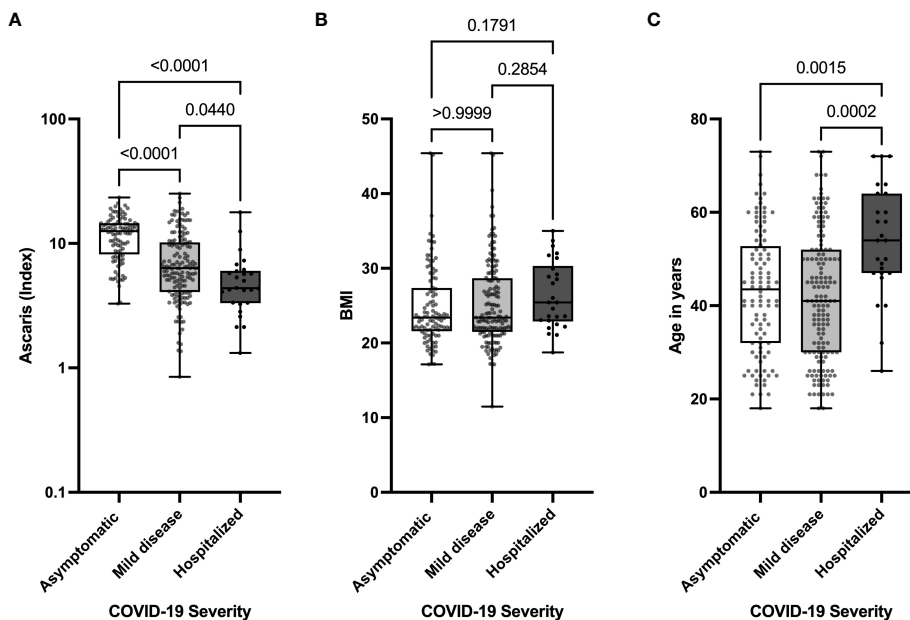 A
<0.0001
0.0440
<0.0001
100
10
1
0.1
Ascaris (Index)
Asymptomatic
Mild disease
Hospitalized
COVID-19 Severity
B
0.1791
0.2854
>0.9999
50
40
30
20
10
0
BMI
Asymptomatic
Mild disease
Hospitalized
COVID-19 Severity
C
0.0015
0.0002
80
60
40
20
0
Age in years
Asymptomatic
Mild disease
Hospitalized
COVID-19 Severity